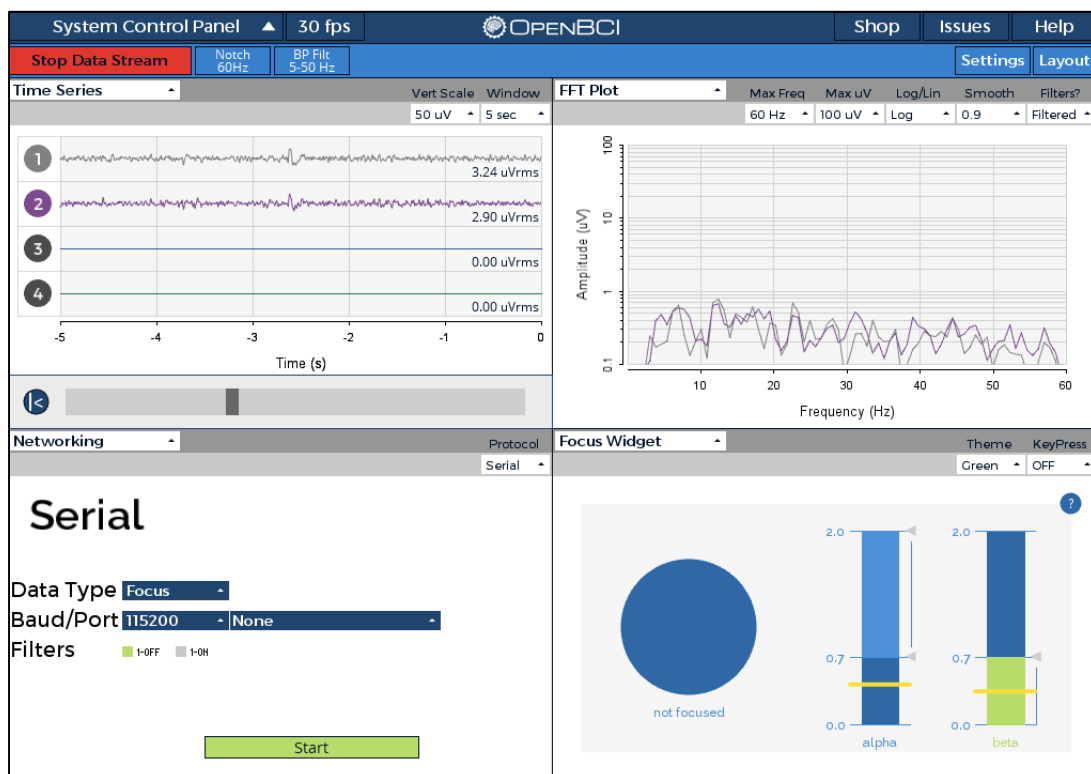 System Control Panel 30 fps OPENBCI Shop Issues Help
Stop Data Stream Notch 60Hz BP Filt 5-50 Hz Settings Layout
Time Series
Vert Scale Window
50 uV 5 sec
1
3.24 uVrms
2
2.90 uVrms
3
0.00 uVrms
4
0.00 uVrms
-5 -4 -3 -2 -1 0
Time (s)
FFT Plot
Max Freq Max uV Log/Lin Smooth Filters?
60 Hz 100 uV Log 0.9 Filtered
100
10
1
0.1
Amplitude (uV)
10 20 30 40 50 60
Frequency (Hz)
Networking
Protocol
Serial
Serial
Data Type Focus
Baud/Port 115200 None
Filters 1-OFF 1-ON
Start
Focus Widget
Theme KeyPress
Green OFF
?
2.0 2.0
0.7 0.7
not focused
0.0 0.0
alpha beta